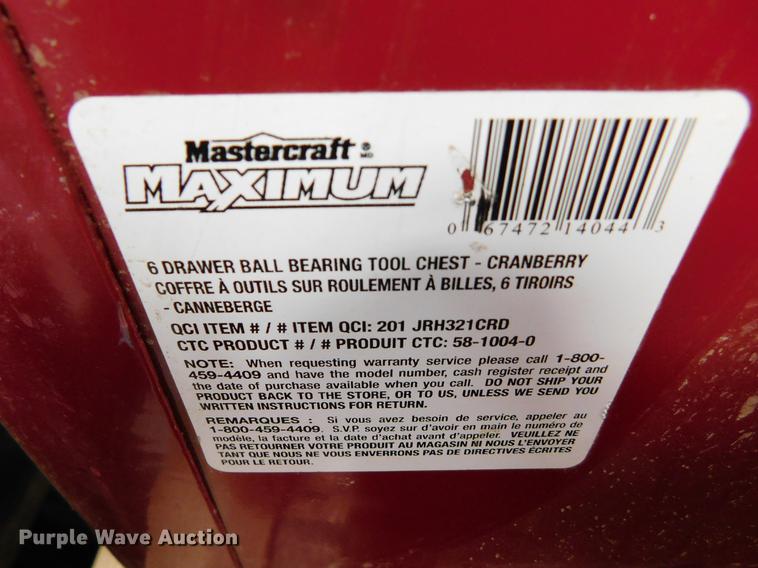 Mastercraft ® MD
MAXIMUM
0 67472 14044 3
6 DRAWER BALL BEARING TOOL CHEST - CRANBERRY
COFFRE À OUTILS SUR ROULEMENT À BILLES, 6 TIROIRS
- CANNEBERGE
QCI ITEM # / # ITEM QCI: 201 JRH321CRD
CTC PRODUCT # / # PRODUIT CTC: 58-1004-0
NOTE: When requesting warranty service please call 1-800-
459-4409 and have the model number, cash register receipt and
the date of purchase available when you call. DO NOT SHIP YOUR
PRODUCT BACK TO THE STORE, OR TO US, UNLESS WE SEND YOU
WRITTEN INSTRUCTIONS FOR RETURN.
REMARQUES : Si vous avez besoin de service, appeler au
1-800-459-4409. S.V.P. soyez sur d'avoir en main le numéro de
modèle, la facture et la date d'achat avant d'appeler. VEUILLEZ NE
PAS RETOURNER VOTRE PRODUIT AU MAGASIN NI NOUS L'ENVOYER
TANT QUE NOUS NE VOUS ENVERRONS PAS DE DIRECTIVES ÉCRITES
POUR LE RETOUR.
Purple Wave Auction